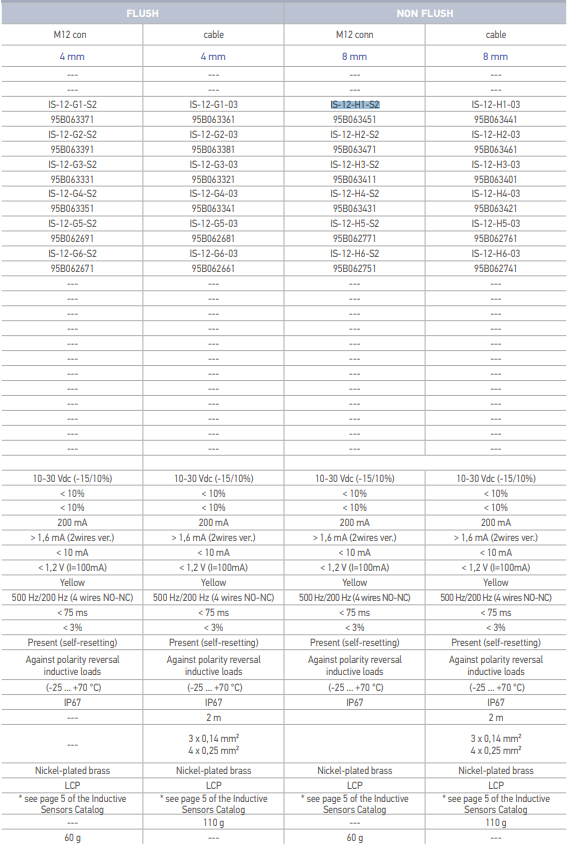 FLUSH NON FLUSH
M12 con cable M12 conn cable
4 mm 4 mm 8 mm 8 mm
--- --- --- ---
--- --- --- ---
IS-12-G1-S2 IS-12-G1-03 IS-12-H1-S2 IS-12-H1-03
95B063371 95B063361 95B063451 95B063441
IS-12-G2-S2 IS-12-G2-03 IS-12-H2-S2 IS-12-H2-03
95B063391 95B063381 95B063471 95B063461
IS-12-G3-S2 IS-12-G3-03 IS-12-H3-S2 IS-12-H3-03
95B063331 95B063321 95B063411 95B063401
IS-12-G4-S2 IS-12-G4-03 IS-12-H4-S2 IS-12-H4-03
95B063351 95B063341 95B063431 95B063421
IS-12-G5-S2 IS-12-G5-03 IS-12-H5-S2 IS-12-H5-03
95B062691 95B062681 95B062771 95B062761
IS-12-G6-S2 IS-12-G6-03 IS-12-H6-S2 IS-12-H6-03
95B062671 95B062661 95B062751 95B062741
--- --- --- ---
--- --- --- ---
--- --- --- ---
--- --- --- ---
--- --- --- ---
--- --- --- ---
--- --- --- ---
--- --- --- ---
--- --- --- ---
--- --- --- ---
--- --- --- ---
--- --- --- ---
10-30 Vdc (-15/10%) 10-30 Vdc (-15/10%) 10-30 Vdc (-15/10%) 10-30 Vdc (-15/10%)
< 10% < 10% < 10% < 10%
< 10% < 10% < 10% < 10%
200 mA 200 mA 200 mA 200 mA
> 1,6 mA (2wires ver.) > 1,6 mA (2wires ver.) > 1,6 mA (2wires ver.) > 1,6 mA (2wires ver.)
< 10 mA < 10 mA < 10 mA < 10 mA
< 1,2 V (I=100mA) < 1,2 V (I=100mA) < 1,2 V (I=100mA) < 1,2 V (I=100mA)
Yellow Yellow Yellow Yellow
500 Hz/200 Hz (4 wires NO-NC) 500 Hz/200 Hz (4 wires NO-NC) 500 Hz/200 Hz (4 wires NO-NC) 500 Hz/200 Hz (4 wires NO-NC)
< 75 ms < 75 ms < 75 ms < 75 ms
< 3% < 3% < 3% < 3%
Present (self-resetting) Present (self-resetting) Present (self-resetting) Present (self-resetting)
Against polarity reversal Against polarity reversal Against polarity reversal Against polarity reversal
inductive loads inductive loads inductive loads inductive loads
(-25 ... +70 °C) (-25 ... +70 °C) (-25 ... +70 °C) (-25 ... +70 °C)
IP67 IP67 IP67 IP67
--- 2 m 2 m
--- 3 x 0,14 mm² 3 x 0,14 mm²
4 x 0,25 mm² 4 x 0,25 mm²
Nickel-plated brass Nickel-plated brass Nickel-plated brass Nickel-plated brass
LCP LCP LCP LCP
* see page 5 of the Inductive * see page 5 of the Inductive * see page 5 of the Inductive * see page 5 of the Inductive
Sensors Catalog Sensors Catalog Sensors Catalog Sensors Catalog
--- 110 g --- 110 g
60 g --- 60 g ---